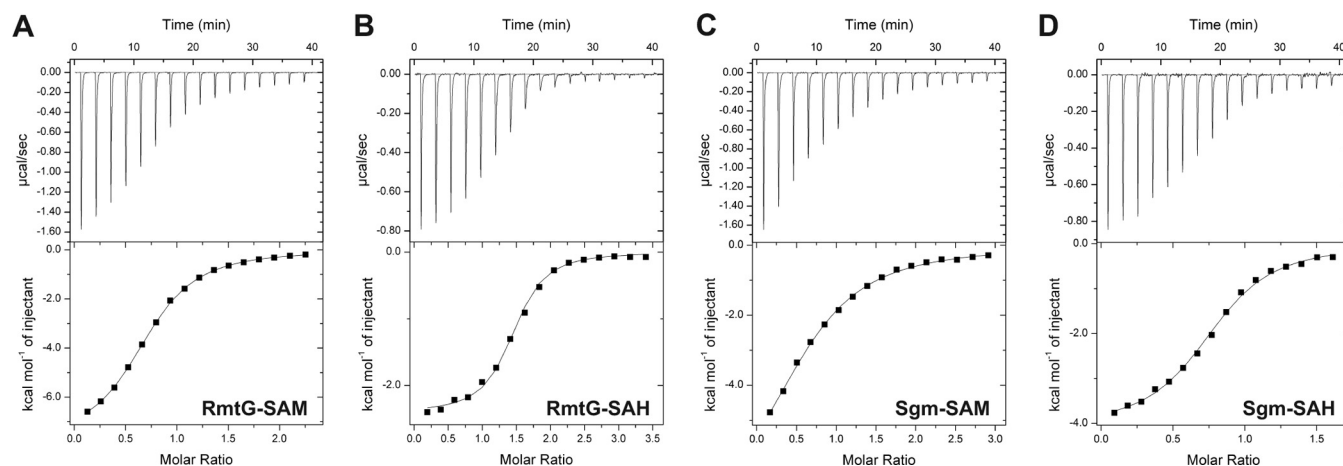 A
Time (min)
0 10 20 30 40
0.00
-0.20
-0.40
-0.60
-0.80
-1.00
-1.20
-1.40
-1.60
µcal/sec
0.0
-2.0
-4.0
-6.0
kcal mol⁻¹ of injectant
RmtG-SAM
0.0 0.5 1.0 1.5 2.0
Molar Ratio
B
Time (min)
0 10 20 30 40
0.00
-0.20
-0.40
-0.60
-0.80
µcal/sec
0.0
-2.0
kcal mol⁻¹ of injectant
RmtG-SAH
0.0 0.5 1.0 1.5 2.0 2.5 3.0 3.5
Molar Ratio
C
Time (min)
0 10 20 30 40
0.00
-0.20
-0.40
-0.60
-0.80
-1.00
-1.20
-1.40
-1.60
µcal/sec
0.0
-2.0
-4.0
kcal mol⁻¹ of injectant
Sgm-SAM
0.0 0.5 1.0 1.5 2.0 2.5 3.0
Molar Ratio
D
Time (min)
0 10 20 30 40
0.00
-0.20
-0.40
-0.60
-0.80
µcal/sec
0.0
-2.0
-4.0
kcal mol⁻¹ of injectant
Sgm-SAH
0.0 0.5 1.0 1.5
Molar Ratio